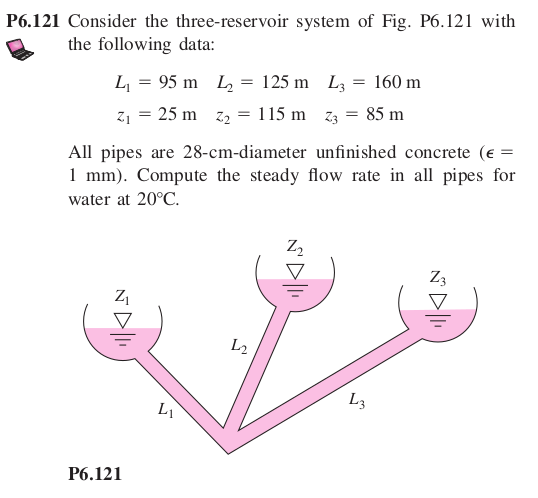 P6.121 Consider the three-reservoir system of Fig. P6.121 with
the following data:
L₁ = 95 m L₂ = 125 m L₃ = 160 m
z₁ = 25 m z₂ = 115 m z₃ = 85 m
All pipes are 28-cm-diameter unfinished concrete (ϵ =
1 mm). Compute the steady flow rate in all pipes for
water at 20°C.
Z₂
Z₃
Z₁
L₂
L₃
L₁
P6.121